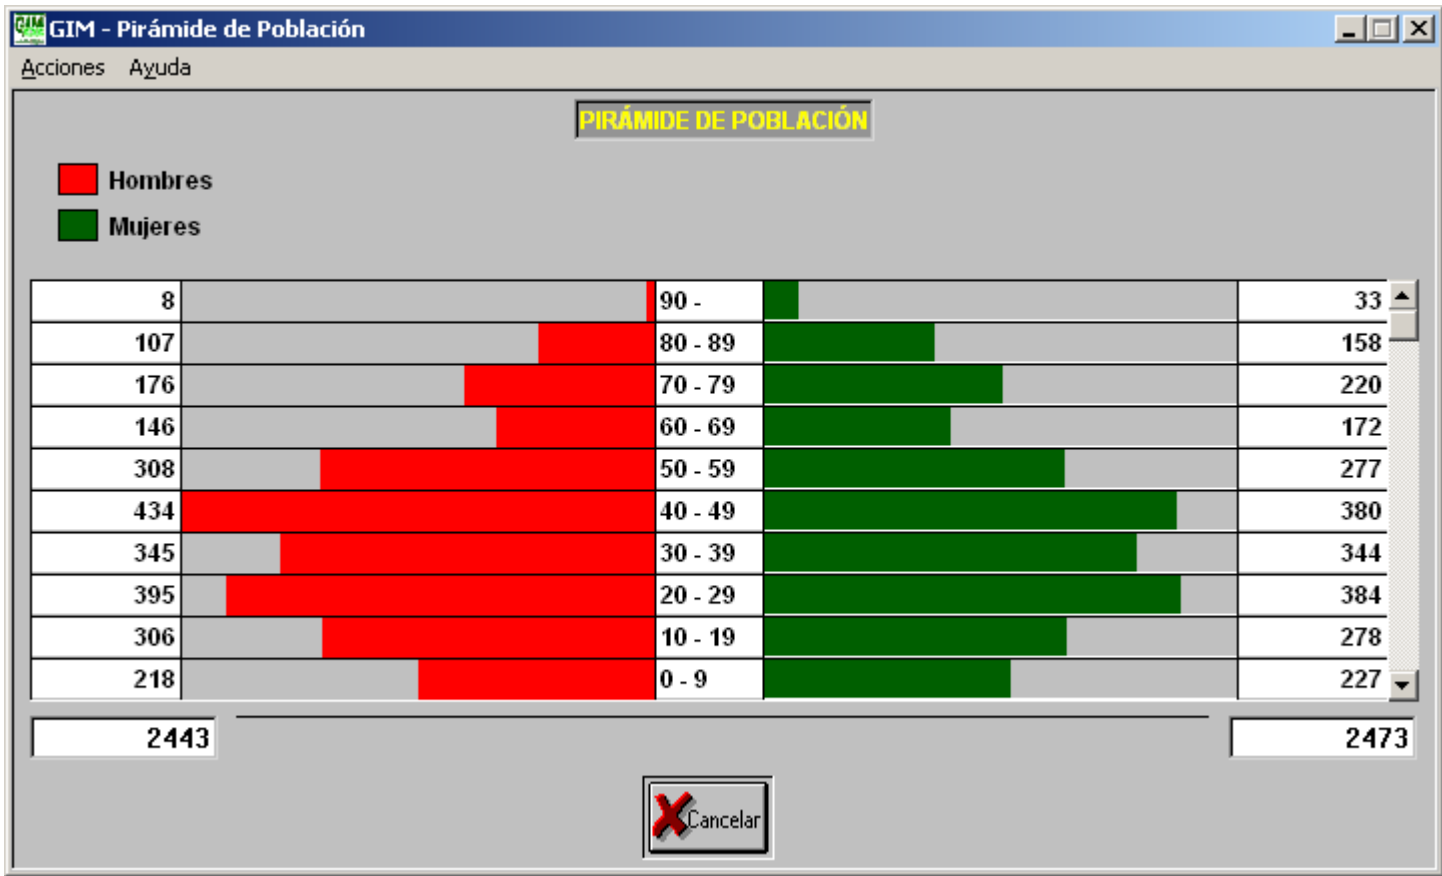 GIM - Pirámide de Población
Acciones Ayuda
PIRÁMIDE DE POBLACIÓN
Hombres
Mujeres
8 90 - 33
107 80 - 89 158
176 70 - 79 220
146 60 - 69 172
308 50 - 59 277
434 40 - 49 380
345 30 - 39 344
395 20 - 29 384
306 10 - 19 278
218 0 - 9 227
2443 2473
Cancelar